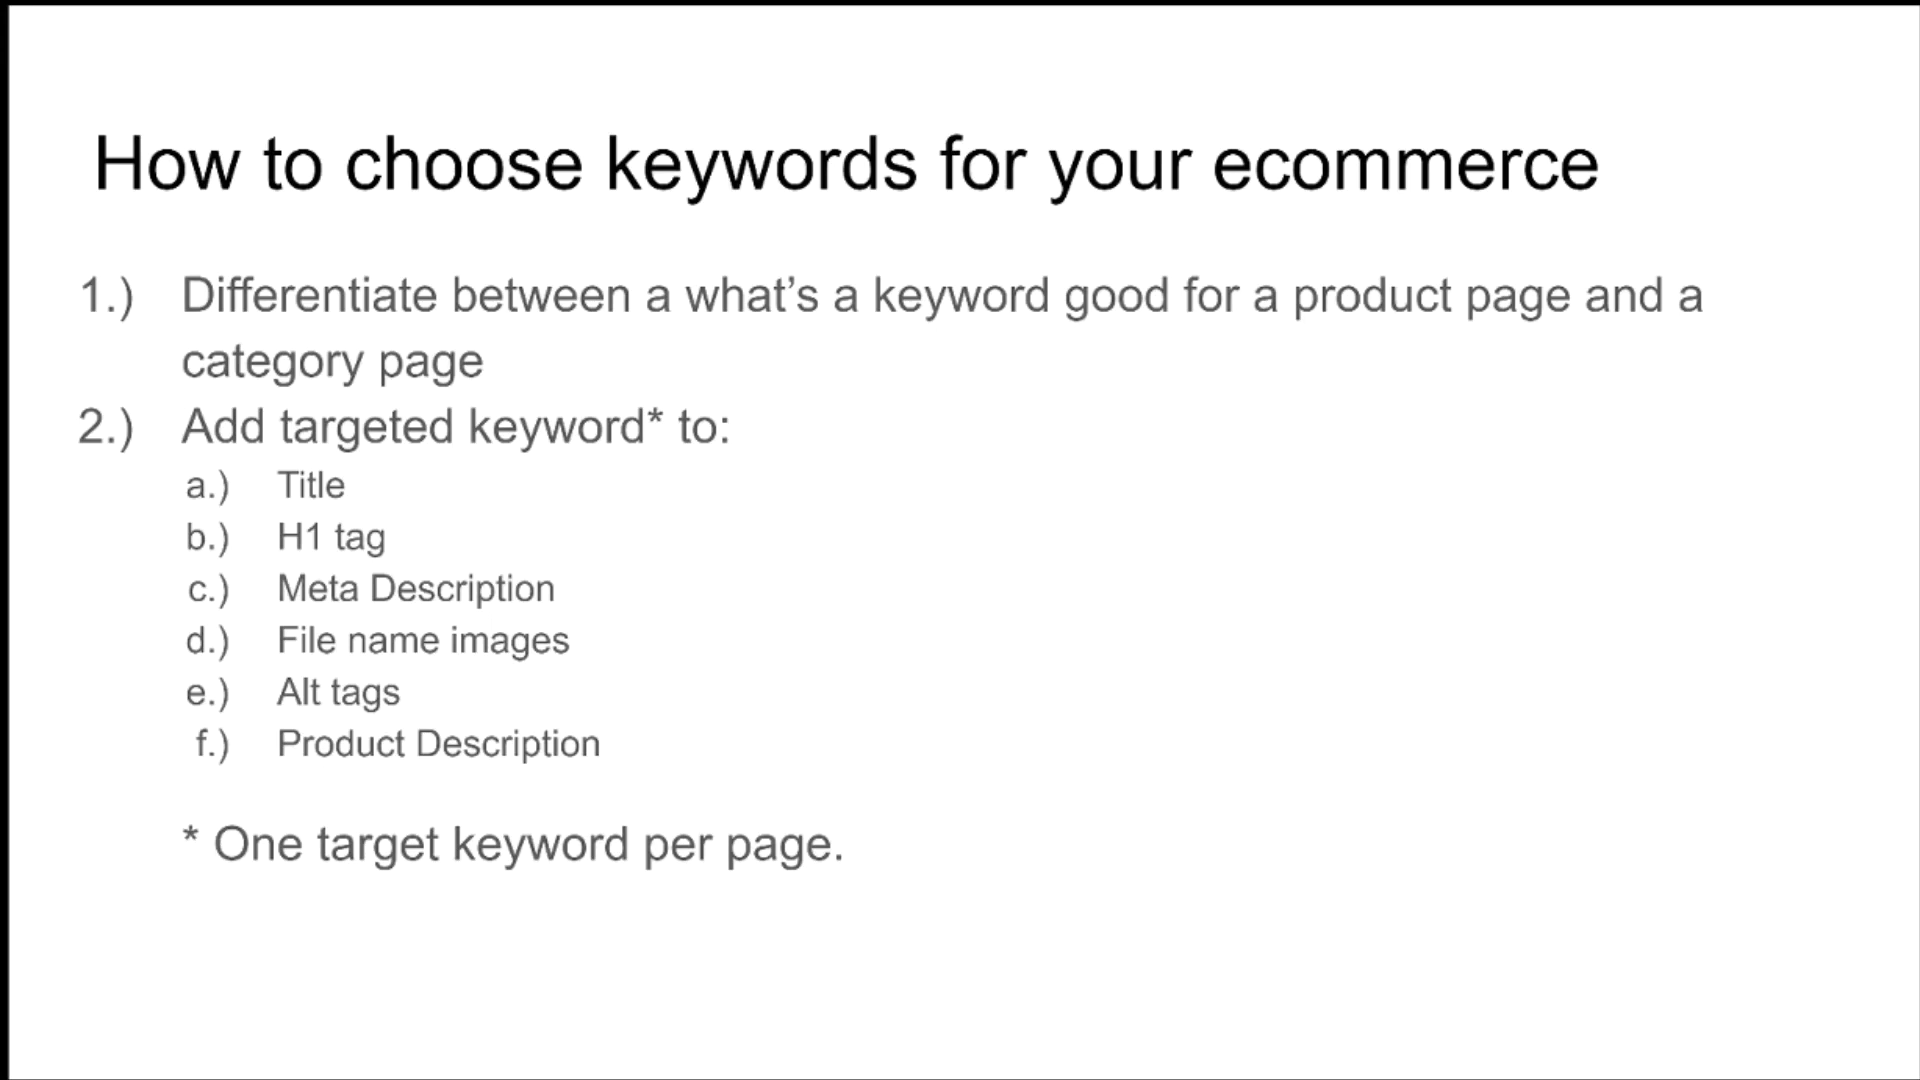 How to choose keywords for your ecommerce
1.) Differentiate between a what’s a keyword good for a product page and a
category page
2.) Add targeted keyword* to:
a.) Title
b.) H1 tag
c.) Meta Description
d.) File name images
e.) Alt tags
f.) Product Description
* One target keyword per page.